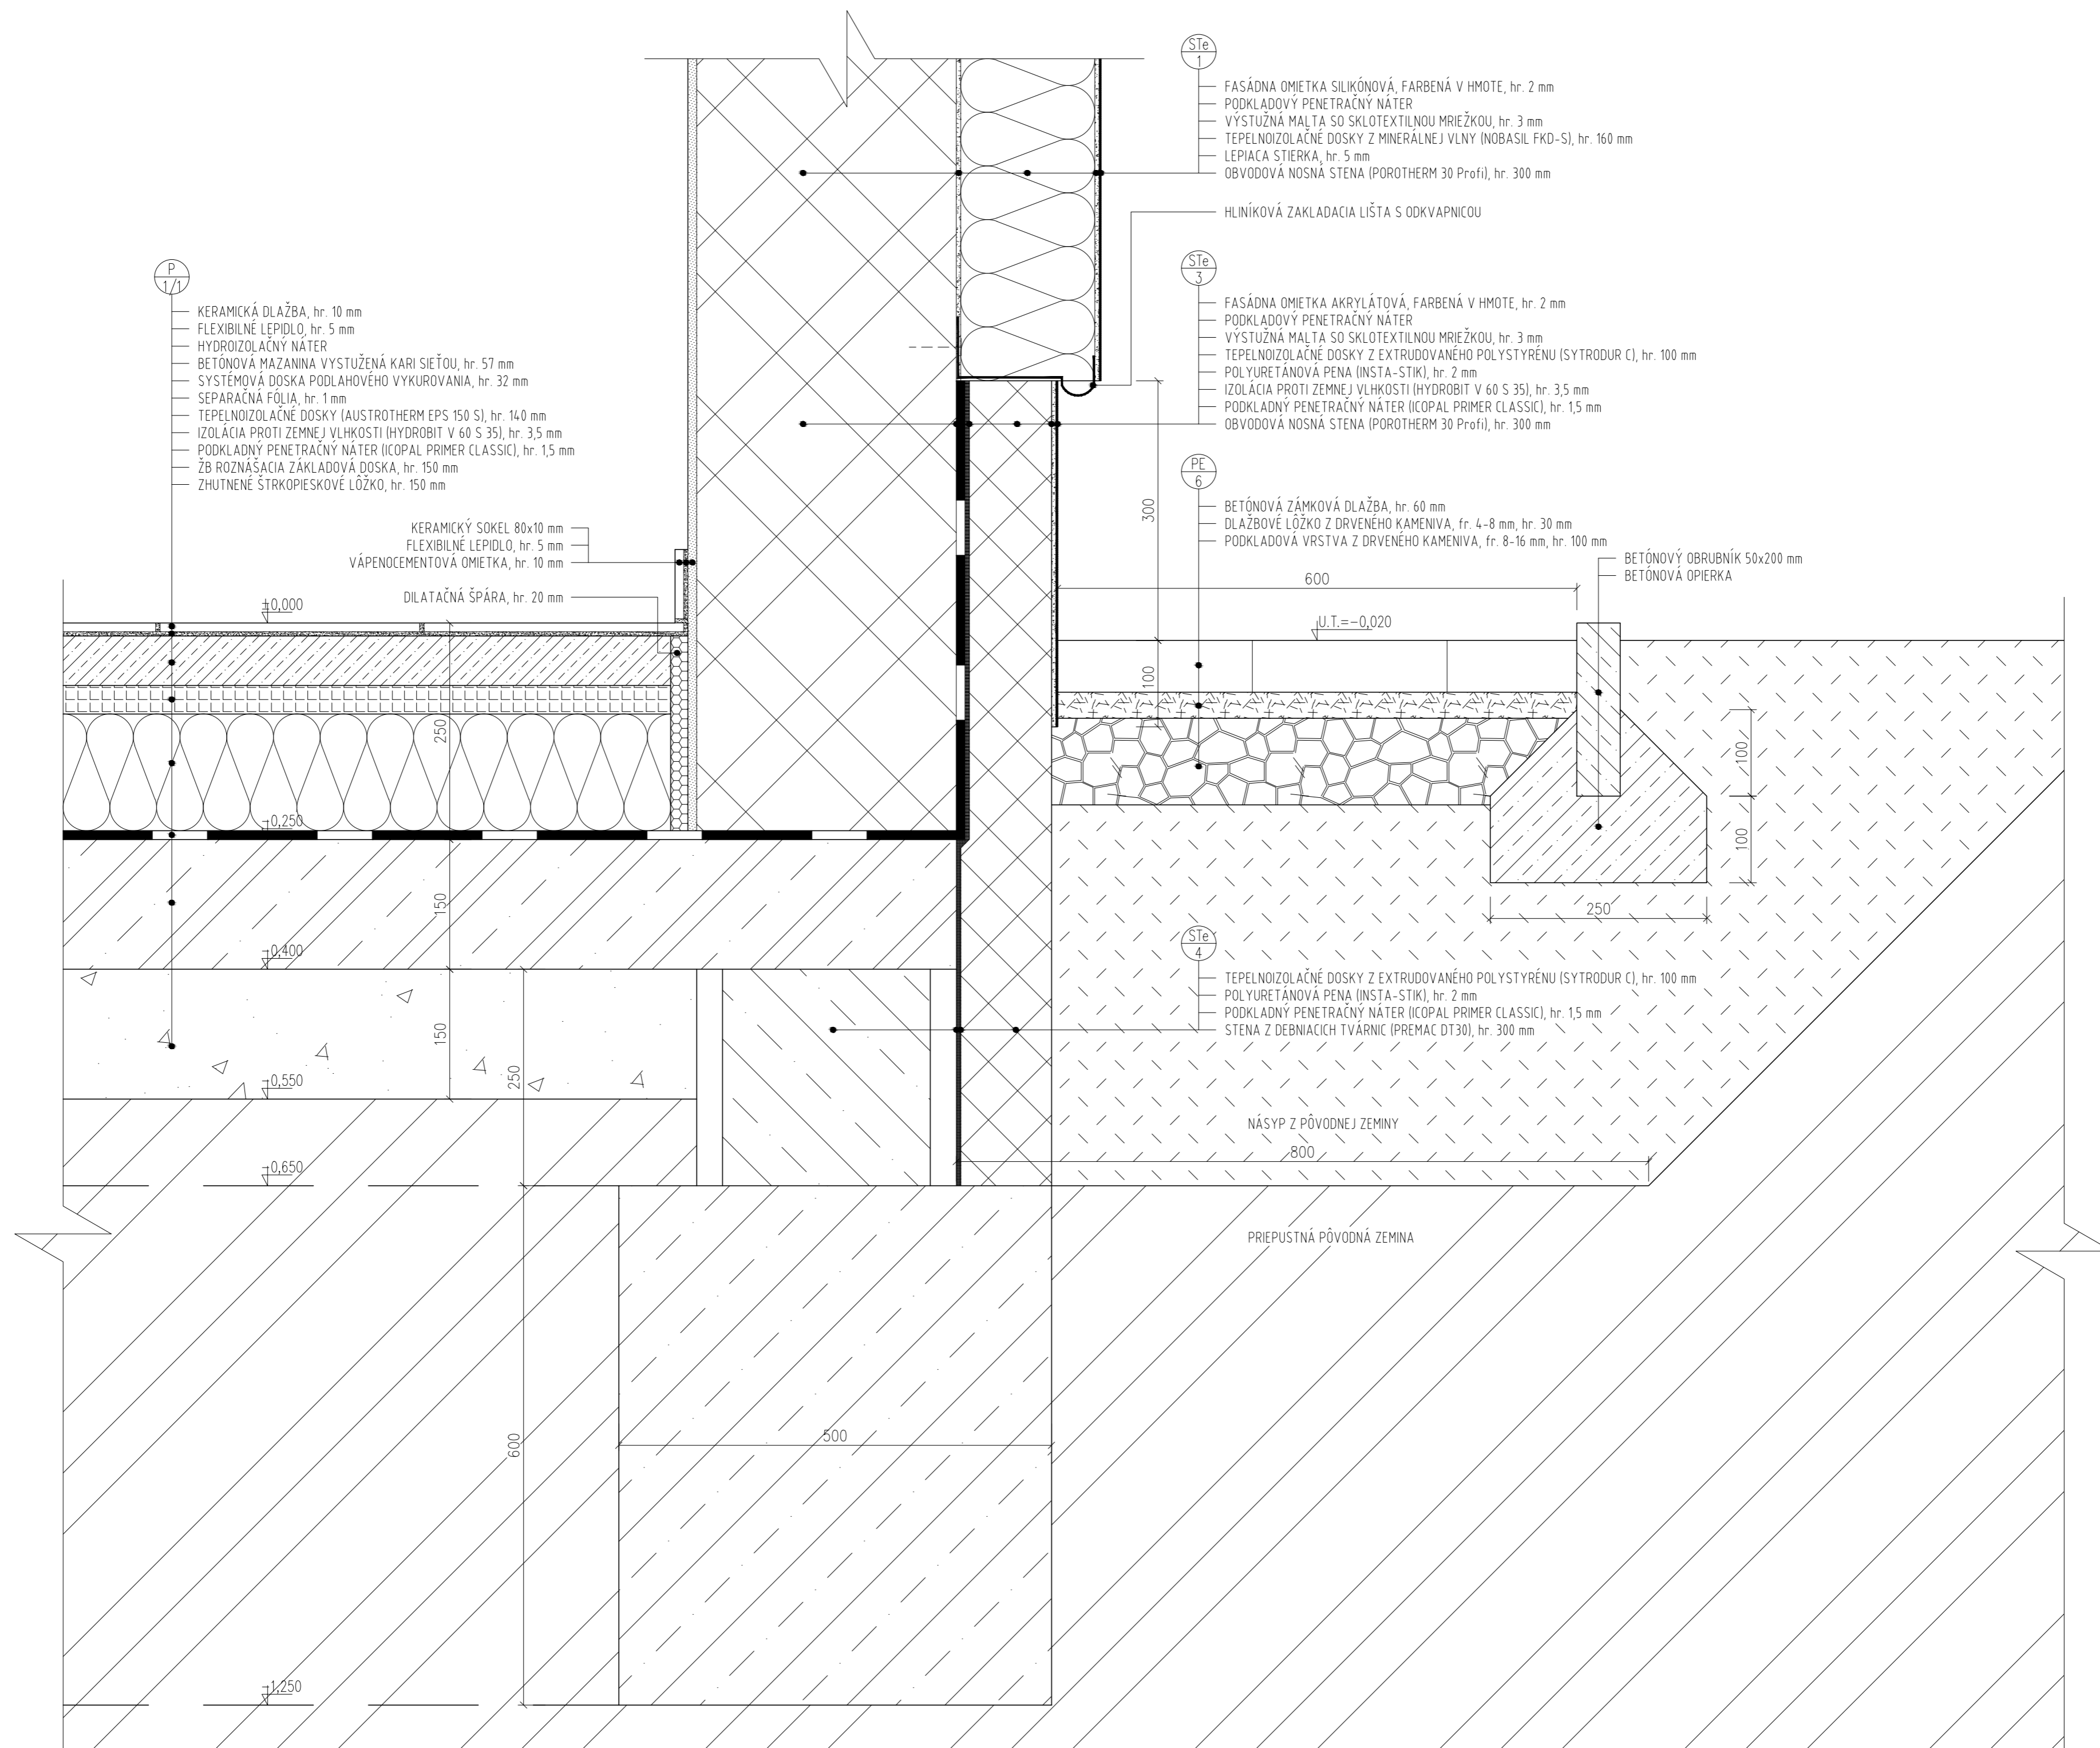 STe
1
FASÁDNA OMIETKA SILIKÓNOVÁ, FARBENÁ V HMOTE, hr. 2 mm
PODKLADOVÝ PENETRAČNÝ NÁTER
VÝSTUŽNÁ MALTA SO SKLOTEXTILNOU MRIEŽKOU, hr. 3 mm
TEPELNOIZOLAČNÉ DOSKY Z MINERÁLNEJ VLNY (NOBASIL FKD-S), hr. 160 mm
LEPIACA STIERKA, hr. 5 mm
OBVODOVÁ NOSNÁ STENA (POROTHERM 30 Profi), hr. 300 mm
HLINÍKOVÁ ZAKLADACIA LIŠTA S ODKVAPNICOU
STe
3
FASÁDNA OMIETKA AKRYLÁTOVÁ, FARBENÁ V HMOTE, hr. 2 mm
PODKLADOVÝ PENETRAČNÝ NÁTER
VÝSTUŽNÁ MALTA SO SKLOTEXTILNOU MRIEŽKOU, hr. 3 mm
TEPELNOIZOLAČNÉ DOSKY Z EXTRUDOVANÉHO POLYSTYRÉNU (SYTRODUR C), hr. 100 mm
POLYURETÁNOVÁ PENA (INSTA-STIK), hr. 2 mm
IZOLÁCIA PROTI ZEMNEJ VLHKOSTI (HYDROBIT V 60 S 35), hr. 3,5 mm
PODKLADNÝ PENETRAČNÝ NÁTER (ICOPAL PRIMER CLASSIC), hr. 1,5 mm
OBVODOVÁ NOSNÁ STENA (POROTHERM 30 Profi), hr. 300 mm
P
1/1
KERAMICKÁ DLAŽBA, hr. 10 mm
FLEXIBILNÉ LEPIDLO, hr. 5 mm
HYDROIZOLAČNÝ NÁTER
BETÓNOVÁ MAZANINA VYSTUŽENÁ KARI SIEŤOU, hr. 57 mm
SYSTÉMOVÁ DOSKA PODLAHOVÉHO VYKUROVANIA, hr. 32 mm
SEPARAČNÁ FÓLIA, hr. 1 mm
TEPELNOIZOLAČNÉ DOSKY (AUSTROTHERM EPS 150 S), hr. 140 mm
IZOLÁCIA PROTI ZEMNEJ VLHKOSTI (HYDROBIT V 60 S 35), hr. 3,5 mm
PODKLADNÝ PENETRAČNÝ NÁTER (ICOPAL PRIMER CLASSIC), hr. 1,5 mm
ŽB ROZNÁŠACIA ZÁKLADOVÁ DOSKA, hr. 150 mm
ZHUTNENÉ ŠTRKOPIESKOVÉ LÔŽKO, hr. 150 mm
KERAMICKÝ SOKEL 80x10 mm
FLEXIBILNÉ LEPIDLO, hr. 5 mm
VÁPENOCEMENTOVÁ OMIETKA, hr. 10 mm
DILATAČNÁ ŠPÁRA, hr. 20 mm
PE
6
BETÓNOVÁ ZÁMKOVÁ DLAŽBA, hr. 60 mm
DLAŽBOVÉ LÔŽKO Z DRVENÉHO KAMENIVA, fr. 4-8 mm, hr. 30 mm
PODKLADOVÁ VRSTVA Z DRVENÉHO KAMENIVA, fr. 8-16 mm, hr. 100 mm
BETÓNOVÝ OBRUBNÍK 50x200 mm
BETÓNOVÁ OPIERKA
300
600
±0,000
U.T.=-0,020
100
250
100
-0,250
100
150
250
-0,400
STe
4
TEPELNOIZOLAČNÉ DOSKY Z EXTRUDOVANÉHO POLYSTYRÉNU (SYTRODUR C), hr. 100 mm
POLYURETÁNOVÁ PENA (INSTA-STIK), hr. 2 mm
PODKLADNÝ PENETRAČNÝ NÁTER (ICOPAL PRIMER CLASSIC), hr. 1,5 mm
STENA Z DEBNIACICH TVÁRNIC (PREMAC DT30), hr. 300 mm
150
250
-0,550
NÁSYP Z PÔVODNEJ ZEMINY
800
-0,650
PRIEPUSTNÁ PÔVODNÁ ZEMINA
500
600
-1,250